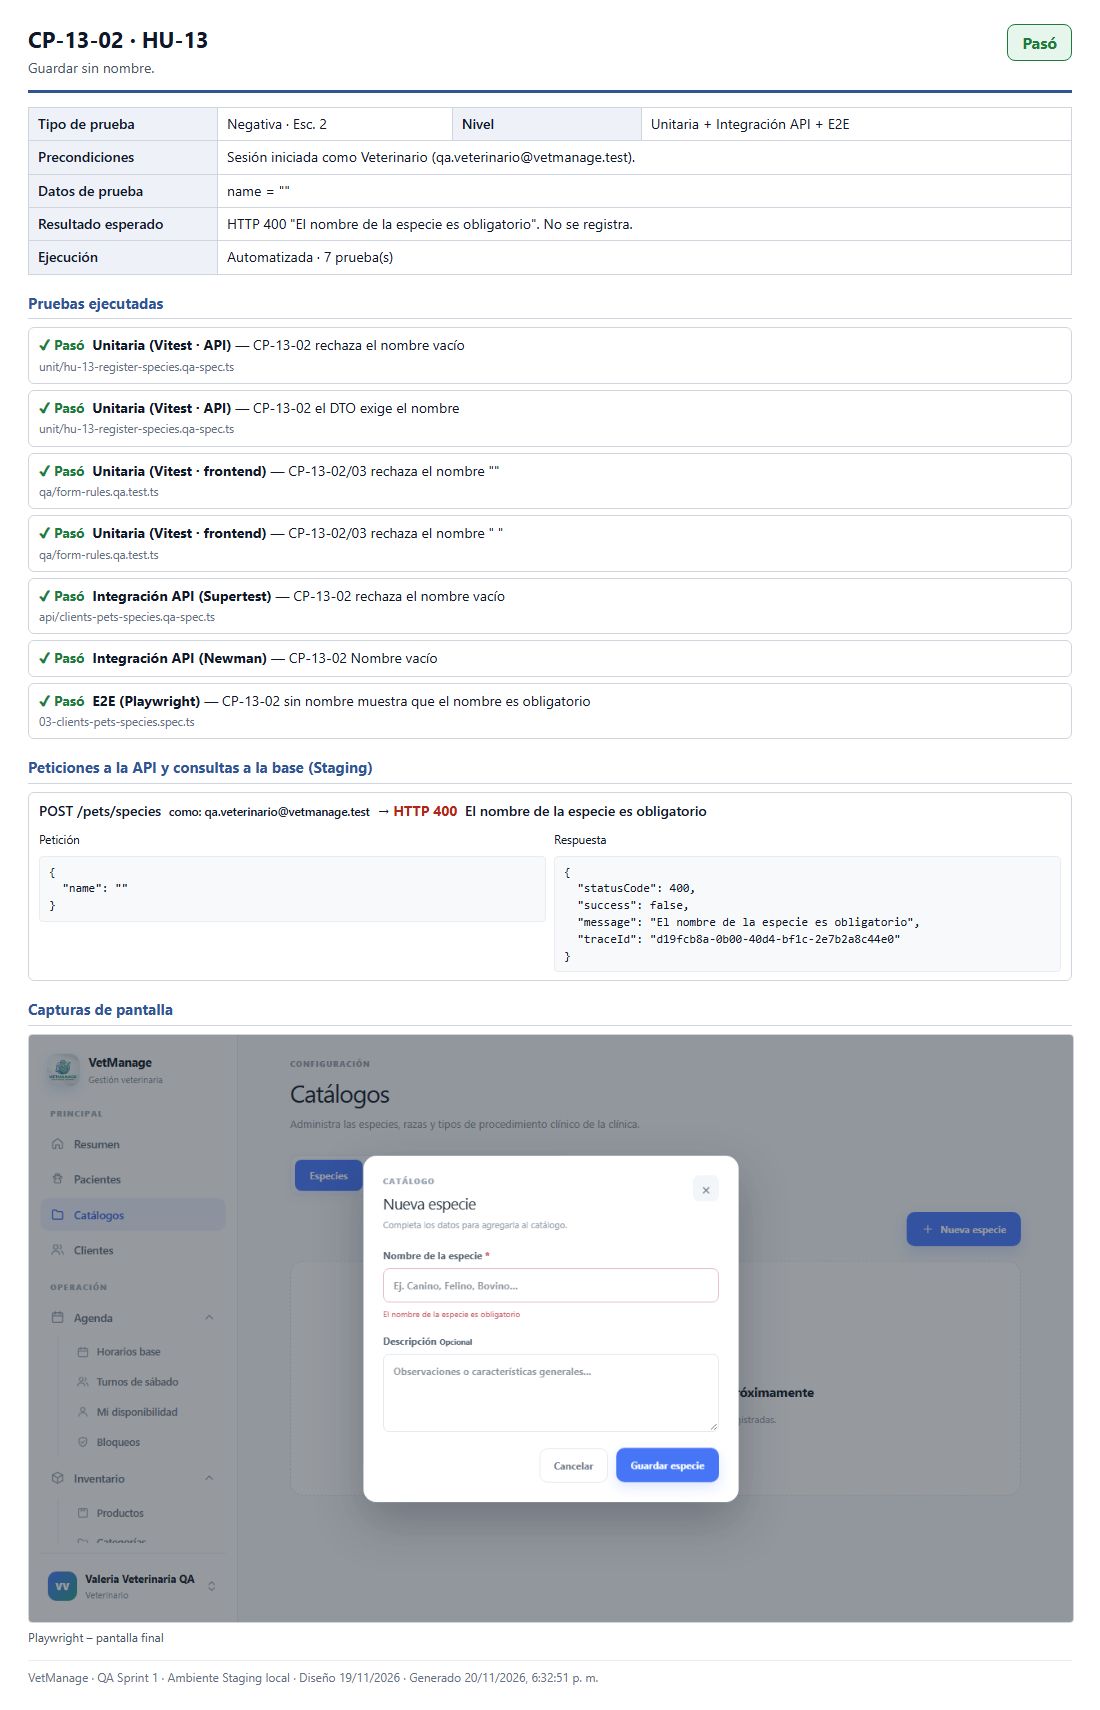 CP-13-02 · HU-13
Pasó
Guardar sin nombre.
Tipo de prueba Negativa · Esc. 2 Nivel Unitaria + Integración API + E2E
Precondiciones Sesión iniciada como Veterinario (qa.veterinario@vetmanage.test).
Datos de prueba name = ""
Resultado esperado HTTP 400 "El nombre de la especie es obligatorio". No se registra.
Ejecución Automatizada · 7 prueba(s)
Pruebas ejecutadas
✔ Pasó Unitaria (Vitest · API) — CP-13-02 rechaza el nombre vacío
unit/hu-13-register-species.qa-spec.ts
✔ Pasó Unitaria (Vitest · API) — CP-13-02 el DTO exige el nombre
unit/hu-13-register-species.qa-spec.ts
✔ Pasó Unitaria (Vitest · frontend) — CP-13-02/03 rechaza el nombre ""
qa/form-rules.qa.test.ts
✔ Pasó Unitaria (Vitest · frontend) — CP-13-02/03 rechaza el nombre " "
qa/form-rules.qa.test.ts
✔ Pasó Integración API (Supertest) — CP-13-02 rechaza el nombre vacío
api/clients-pets-species.qa-spec.ts
✔ Pasó Integración API (Newman) — CP-13-02 Nombre vacío
✔ Pasó E2E (Playwright) — CP-13-02 sin nombre muestra que el nombre es obligatorio
03-clients-pets-species.spec.ts
Peticiones a la API y consultas a la base (Staging)
POST /pets/species como: qa.veterinario@vetmanage.test → HTTP 400 El nombre de la especie es obligatorio
Petición
{
"name": ""
}
Respuesta
{
"statusCode": 400,
"success": false,
"message": "El nombre de la especie es obligatorio",
"traceId": "d19fcb8a-0b00-40d4-bf1c-2e7b2a8c44e0"
}
Capturas de pantalla
VetManage
Gestión veterinaria
PRINCIPAL
Resumen
Pacientes
Catálogos
Clientes
OPERACIÓN
Agenda
Horarios base
Turnos de sábado
Mi disponibilidad
Bloqueos
Inventario
Productos
Categorías
VV
Valeria Veterinaria QA
Veterinario
CONFIGURACIÓN
Catálogos
Administra las especies, razas y tipos de procedimiento clínico de la clínica.
Especies
+ Nueva especie
róximamente
gistradas.
CATÁLOGO
Nueva especie
×
Completa los datos para agregarla al catálogo.
Nombre de la especie *
Ej. Canino, Felino, Bovino...
El nombre de la especie es obligatorio
Descripción Opcional
Observaciones o características generales...
Cancelar
Guardar especie
Playwright – pantalla final
VetManage · QA Sprint 1 · Ambiente Staging local · Diseño 19/11/2026 · Generado 20/11/2026, 6:32:51 p. m.